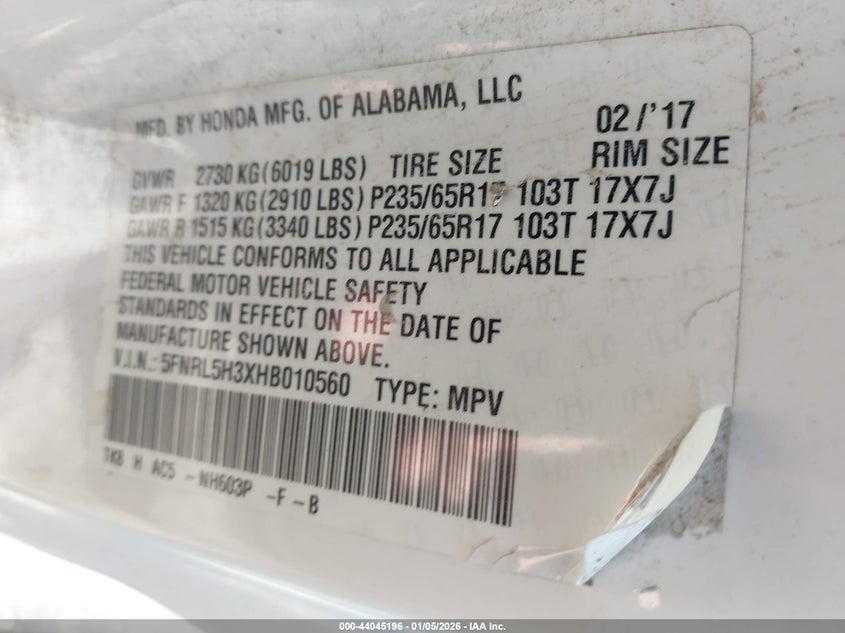 MFD. BY HONDA MFG. OF ALABAMA, LLC 02/'17
GVWR 2730 KG(6019 LBS) TIRE SIZE RIM SIZE
GAWR F 1320 KG(2910 LBS) P235/65R17 103T 17X7J
GAWR R 1515 KG(3340 LBS) P235/65R17 103T 17X7J
THIS VEHICLE CONFORMS TO ALL APPLICABLE
FEDERAL MOTOR VEHICLE SAFETY
STANDARDS IN EFFECT ON THE DATE OF
MANUFACTURE SHOWN ABOVE.
V.I.N.: 5FNRL5H3XHB010560 TYPE: MPV
H AC5 -NH603P -F-B
000-44045196 - 01/05/2026 - IAA Inc.